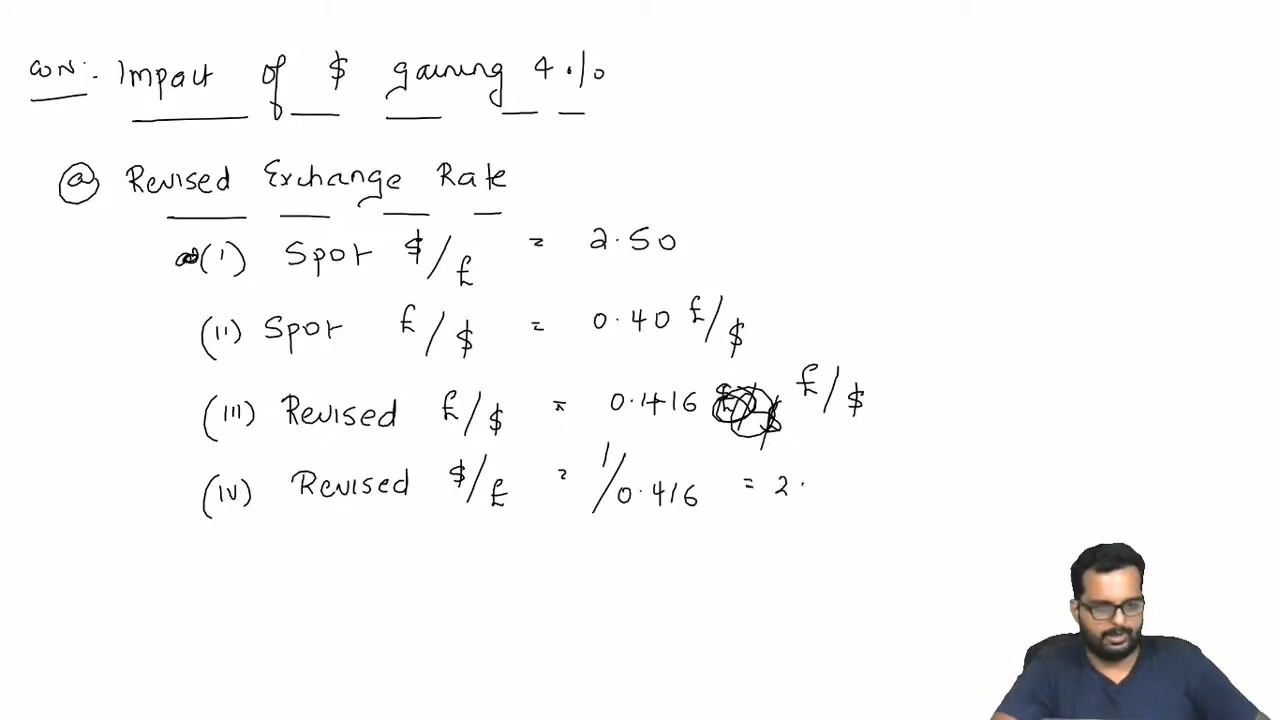 WN:- Impact of $ gaining 4%
(a) Revised Exchange Rate
(i) Spot $/£ = 2.50
(ii) Spot £/$ = 0.40 £/$
(iii) Revised £/$ = 0.416 £/$
(iv) Revised $/£ = 1/0.416 = 2.